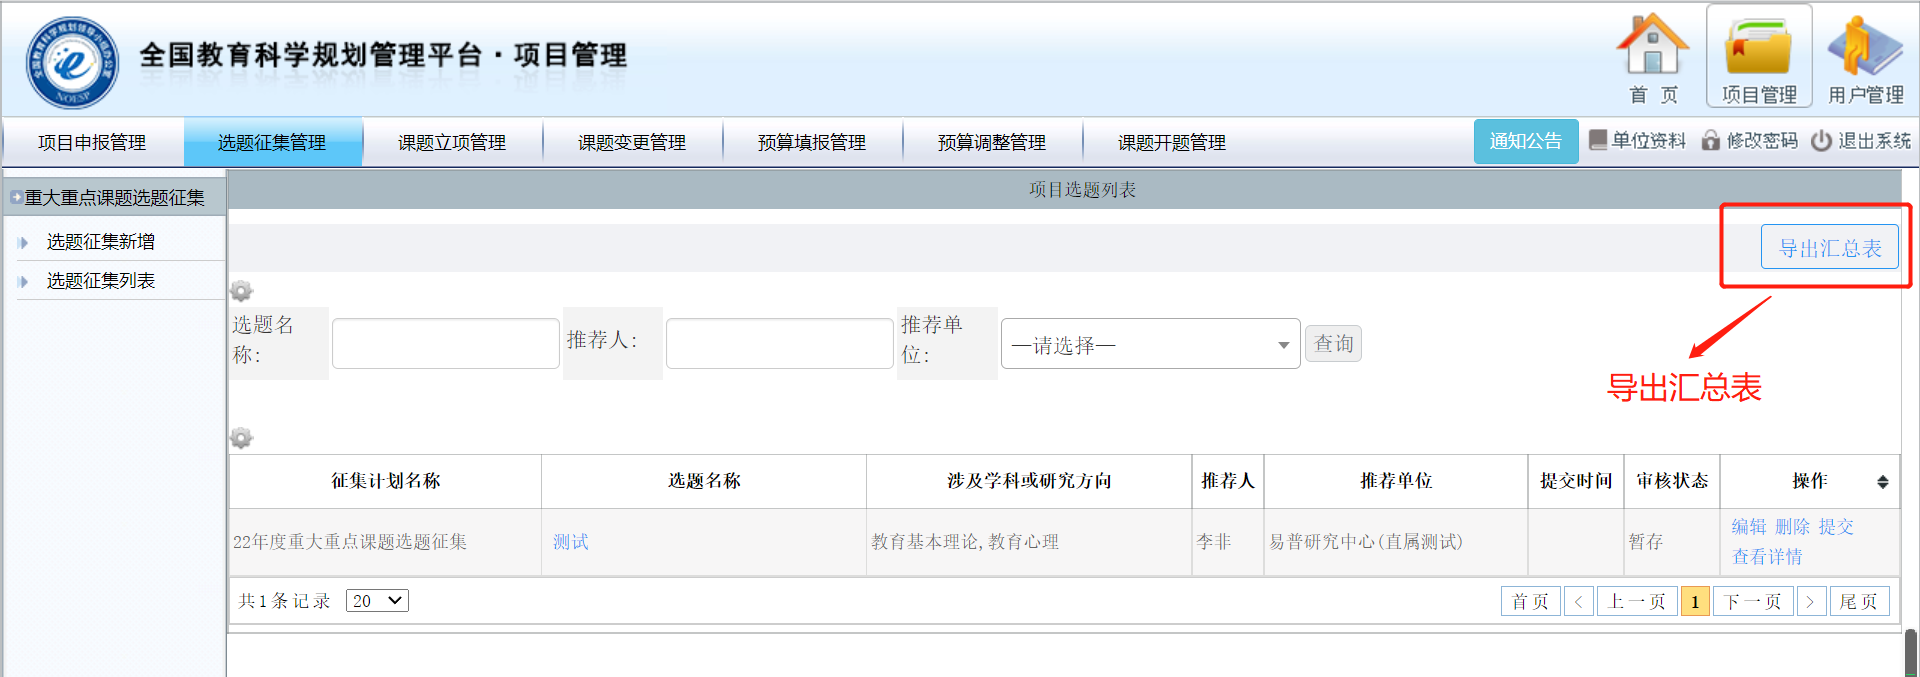 全国教育科学规划管理平台·项目管理
首 页
项目管理
用户管理
NOESP
项目申报管理
选题征集管理
课题立项管理
课题变更管理
预算填报管理
预算调整管理
课题开题管理
通知公告
单位资料
修改密码
退出系统
重大重点课题选题征集
选题征集新增
选题征集列表
项目选题列表
导出汇总表
选题名
称:
推荐人:
推荐单
位:
—请选择—
查询
导出汇总表
征集计划名称
选题名称
涉及学科或研究方向
推荐人
推荐单位
提交时间
审核状态
操作
22年度重大重点课题选题征集
测试
教育基本理论,教育心理
李非
易普研究中心(直属测试)
暂存
编辑 删除 提交
查看详情
共1条记录
20
首页
<
上一页
1
下一页
>
尾页